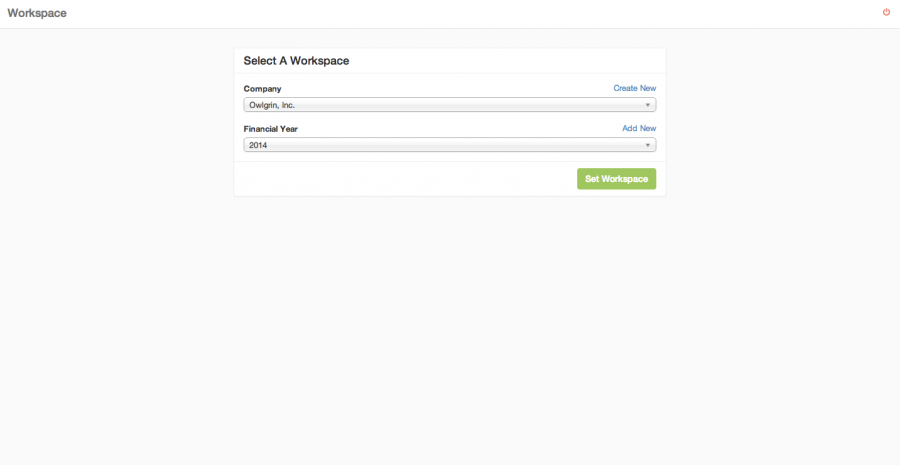 Workspace
Select A Workspace
Company
Create New
Owlgrin, Inc.
Financial Year
Add New
2014
Set Workspace